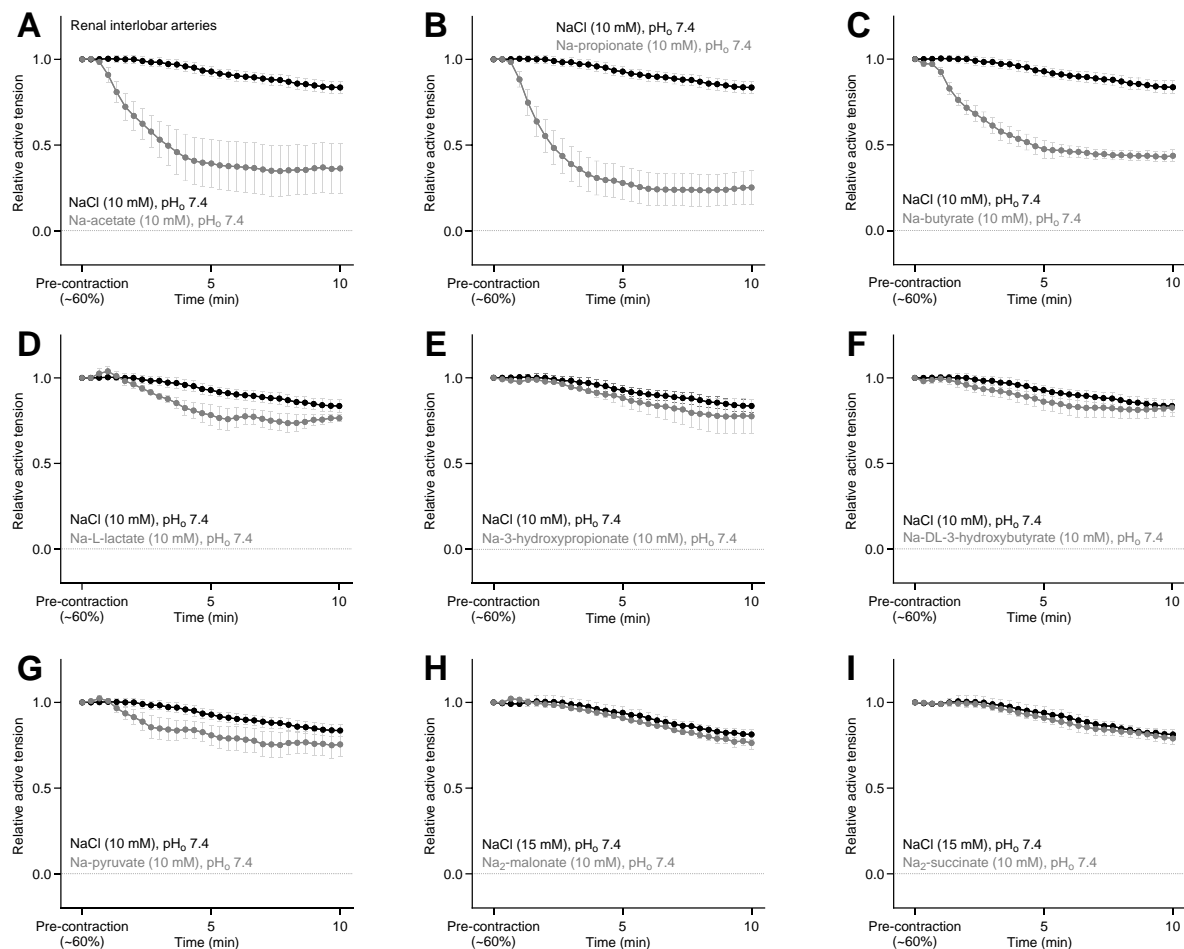 A
Renal interlobar arteries
Relative active tension
1.0
0.5
0.0
NaCl (10 mM), pHo 7.4
Na-acetate (10 mM), pHo 7.4
Pre-contraction
(~60%)
5
10
Time (min)
B
NaCl (10 mM), pHo 7.4
Na-propionate (10 mM), pHo 7.4
Relative active tension
1.0
0.5
0.0
Pre-contraction
(~60%)
5
10
Time (min)
C
Relative active tension
1.0
0.5
0.0
NaCl (10 mM), pHo 7.4
Na-butyrate (10 mM), pHo 7.4
Pre-contraction
(~60%)
5
10
Time (min)
D
Relative active tension
1.0
0.5
0.0
NaCl (10 mM), pHo 7.4
Na-L-lactate (10 mM), pHo 7.4
Pre-contraction
(~60%)
5
10
Time (min)
E
Relative active tension
1.0
0.5
0.0
NaCl (10 mM), pHo 7.4
Na-3-hydroxypropionate (10 mM), pHo 7.4
Pre-contraction
(~60%)
5
10
Time (min)
F
Relative active tension
1.0
0.5
0.0
NaCl (10 mM), pHo 7.4
Na-DL-3-hydroxybutyrate (10 mM), pHo 7.4
Pre-contraction
(~60%)
5
10
Time (min)
G
Relative active tension
1.0
0.5
0.0
NaCl (10 mM), pHo 7.4
Na-pyruvate (10 mM), pHo 7.4
Pre-contraction
(~60%)
5
10
Time (min)
H
Relative active tension
1.0
0.5
0.0
NaCl (15 mM), pHo 7.4
Na2-malonate (10 mM), pHo 7.4
Pre-contraction
(~60%)
5
10
Time (min)
I
Relative active tension
1.0
0.5
0.0
NaCl (15 mM), pHo 7.4
Na2-succinate (10 mM), pHo 7.4
Pre-contraction
(~60%)
5
10
Time (min)